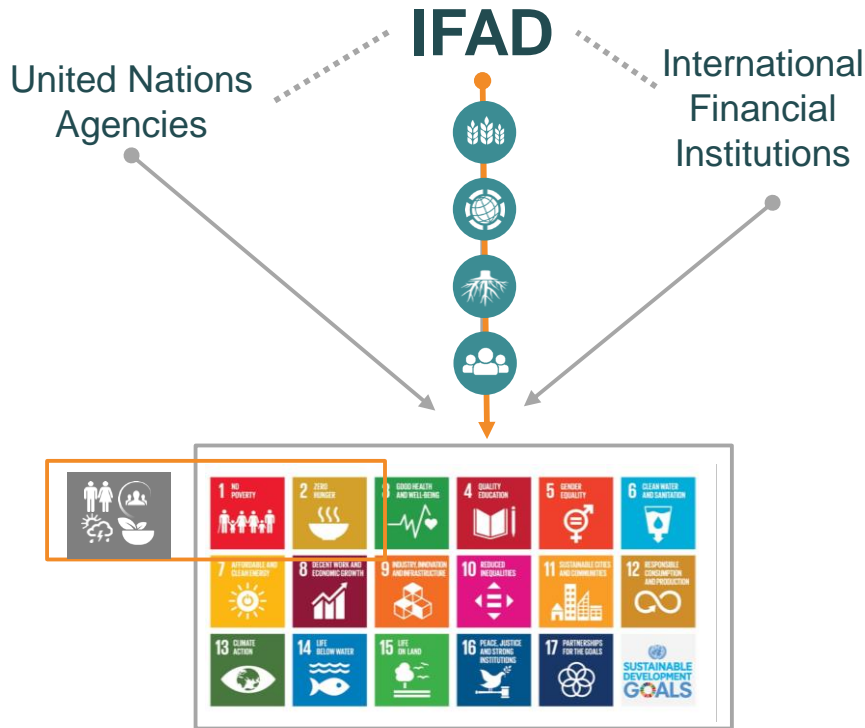 IFAD
United Nations
Agencies
International
Financial
Institutions
1 NO
POVERTY
2 ZERO
HUNGER
3 GOOD HEALTH
AND WELL-BEING
4 QUALITY
EDUCATION
5 GENDER
EQUALITY
6 CLEAN WATER
AND SANITATION
7 AFFORDABLE AND
CLEAN ENERGY
8 DECENT WORK AND
ECONOMIC GROWTH
9 INDUSTRY, INNOVATION
AND INFRASTRUCTURE
10 REDUCED
INEQUALITIES
11 SUSTAINABLE CITIES
AND COMMUNITIES
12 RESPONSIBLE
CONSUMPTION
AND PRODUCTION
13 CLIMATE
ACTION
14 LIFE
BELOW WATER
15 LIFE
ON LAND
16 PEACE, JUSTICE
AND STRONG
INSTITUTIONS
17 PARTNERSHIPS
FOR THE GOALS
SUSTAINABLE
DEVELOPMENT
GOALS